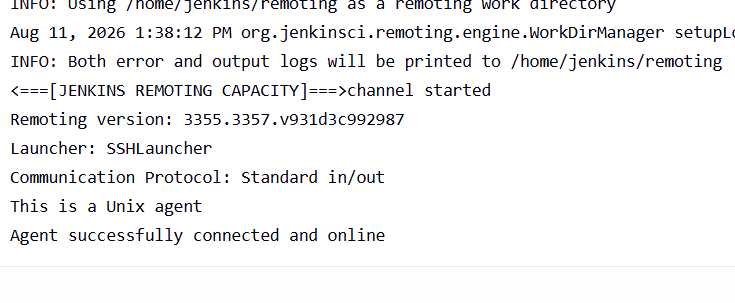 INFO: Using /home/jenkins/remoting as a remoting work directory
Aug 11, 2026 1:38:12 PM org.jenkinsci.remoting.engine.WorkDirManager setupLo
INFO: Both error and output logs will be printed to /home/jenkins/remoting
<===[JENKINS REMOTING CAPACITY]===>channel started
Remoting version: 3355.3357.v931d3c992987
Launcher: SSHLauncher
Communication Protocol: Standard in/out
This is a Unix agent
Agent successfully connected and online